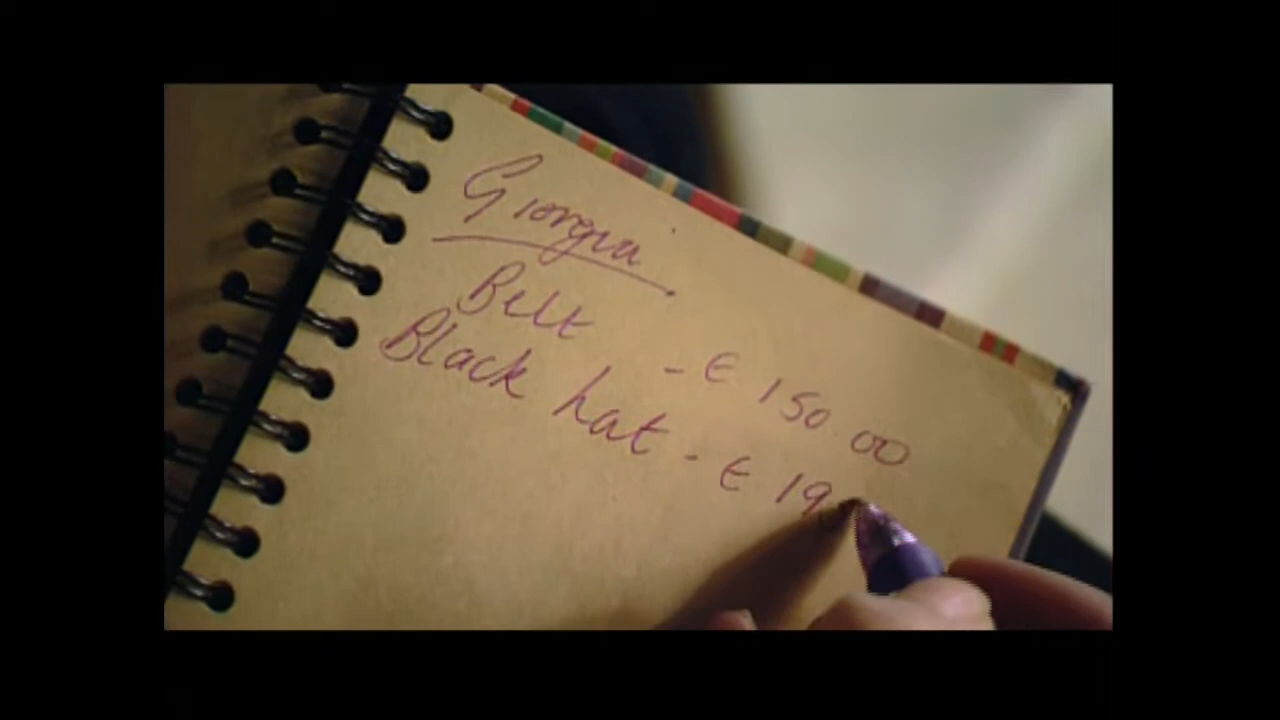 Giorgia
Belt - € 150.00
Black hat - € 19